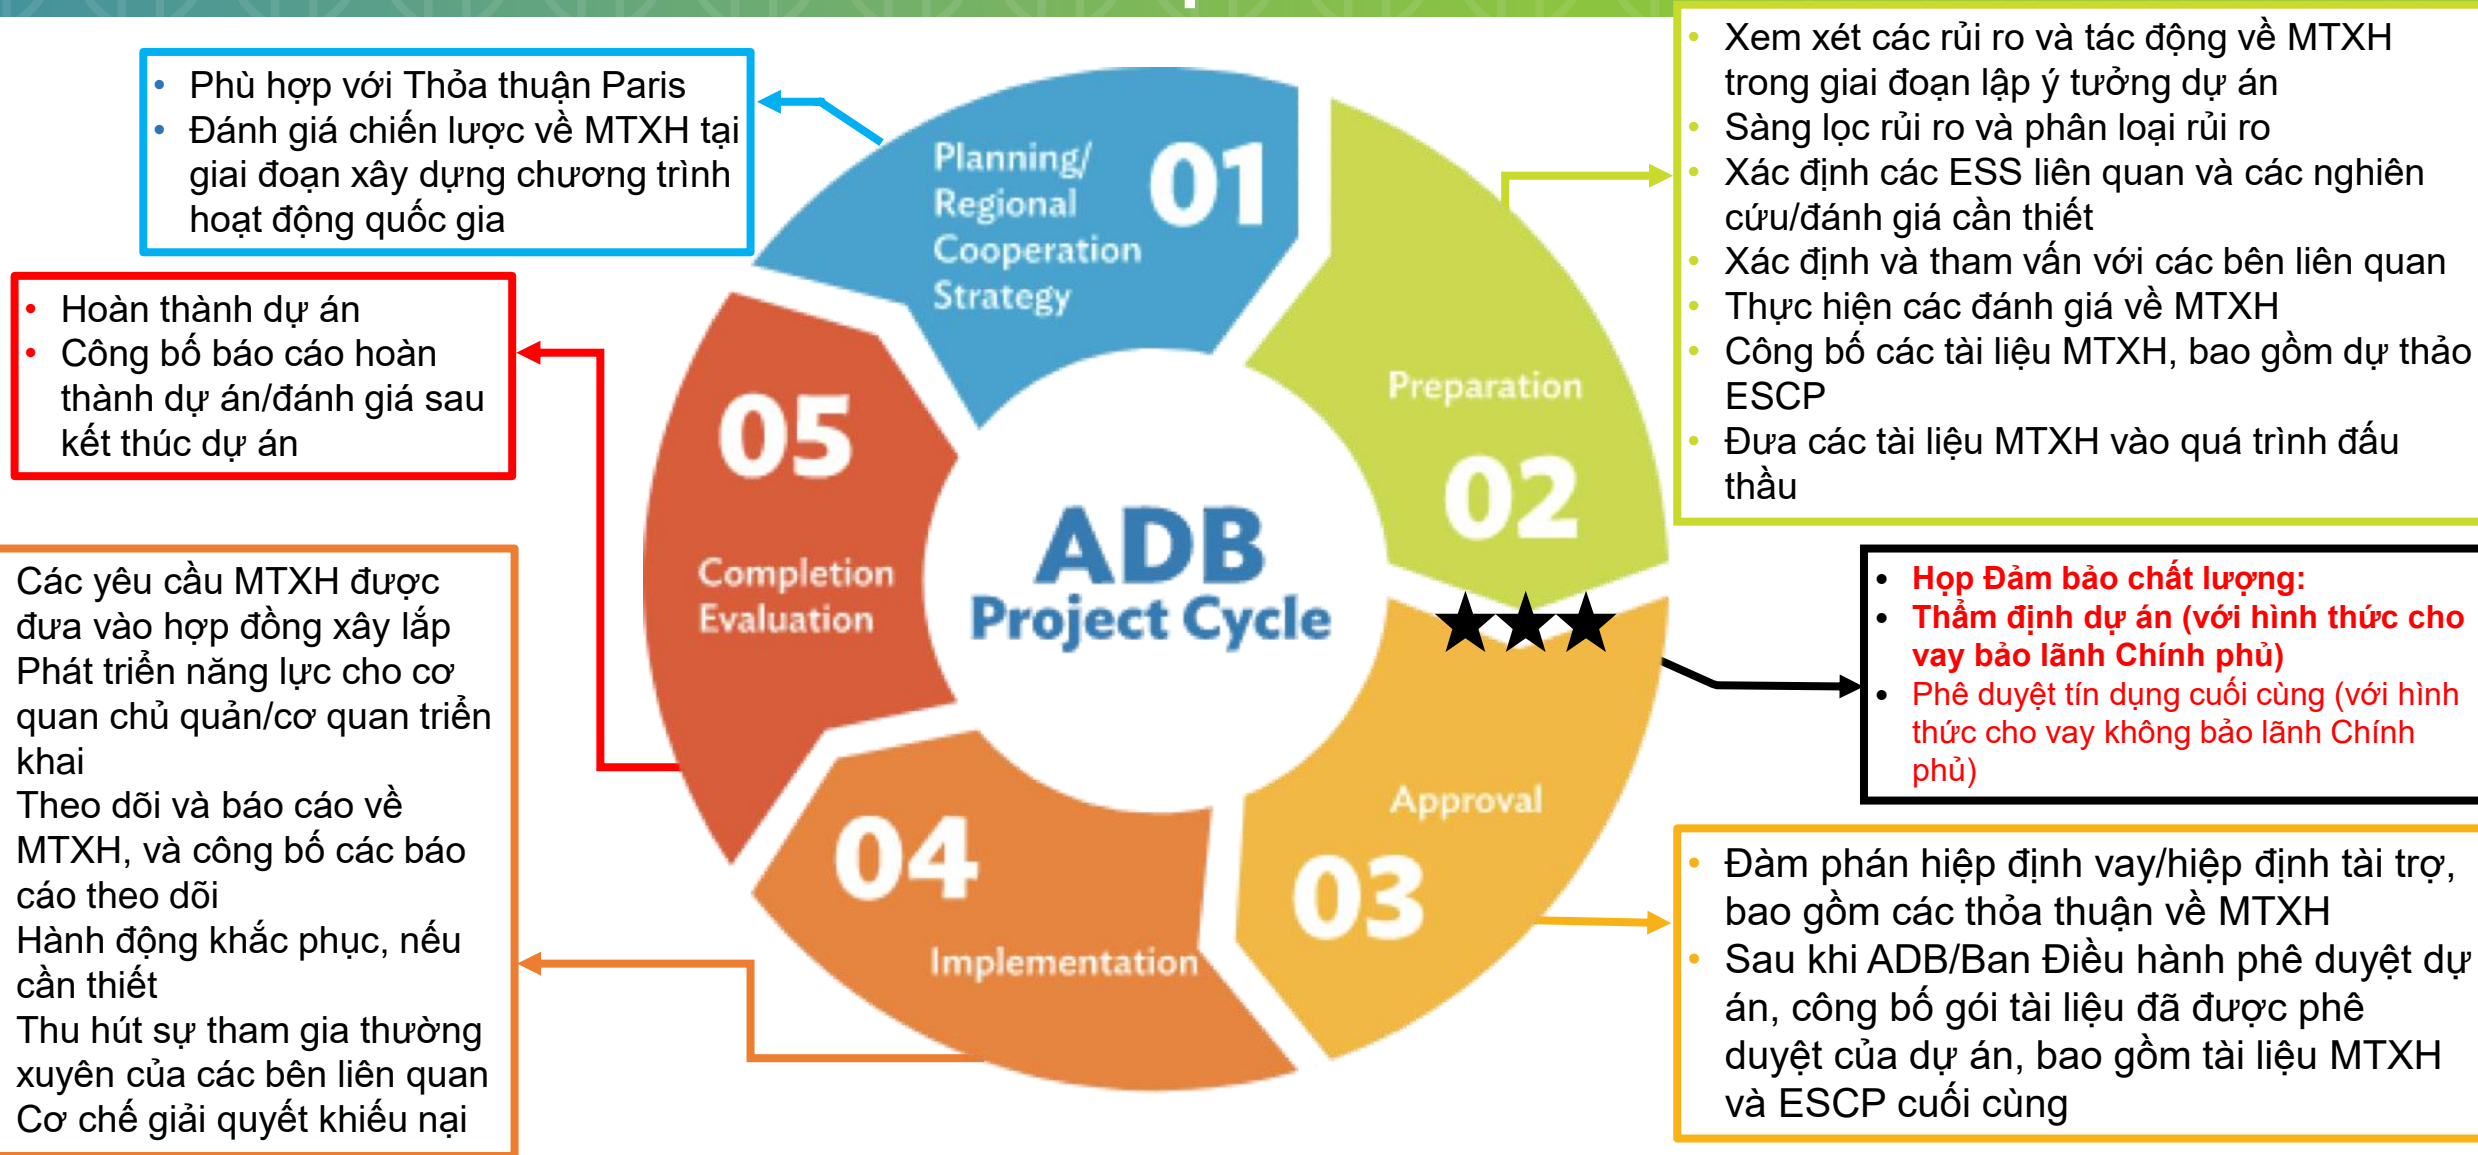 • Phù hợp với Thỏa thuận Paris
• Đánh giá chiến lược về MTXH tại
giai đoạn xây dựng chương trình
hoạt động quốc gia
• Hoàn thành dự án
• Công bố báo cáo hoàn
thành dự án/đánh giá sau
kết thúc dự án
Các yêu cầu MTXH được
đưa vào hợp đồng xây lắp
Phát triển năng lực cho cơ
quan chủ quản/cơ quan triển
khai
Theo dõi và báo cáo về
MTXH, và công bố các báo
cáo theo dõi
Hành động khắc phục, nếu
cần thiết
Thu hút sự tham gia thường
xuyên của các bên liên quan
Cơ chế giải quyết khiếu nại
Planning/
Regional
Cooperation
Strategy
01
Preparation
02
Approval
03
04
Implementation
05
Completion
Evaluation
ADB
Project Cycle
• Xem xét các rủi ro và tác động về MTXH
trong giai đoạn lập ý tưởng dự án
• Sàng lọc rủi ro và phân loại rủi ro
• Xác định các ESS liên quan và các nghiên
cứu/đánh giá cần thiết
• Xác định và tham vấn với các bên liên quan
• Thực hiện các đánh giá về MTXH
• Công bố các tài liệu MTXH, bao gồm dự thảo
ESCP
• Đưa các tài liệu MTXH vào quá trình đấu
thầu
• Họp Đảm bảo chất lượng:
• Thẩm định dự án (với hình thức cho
vay bảo lãnh Chính phủ)
• Phê duyệt tín dụng cuối cùng (với hình
thức cho vay không bảo lãnh Chính
phủ)
• Đàm phán hiệp định vay/hiệp định tài trợ,
bao gồm các thỏa thuận về MTXH
• Sau khi ADB/Ban Điều hành phê duyệt dự
án, công bố gói tài liệu đã được phê
duyệt của dự án, bao gồm tài liệu MTXH
và ESCP cuối cùng